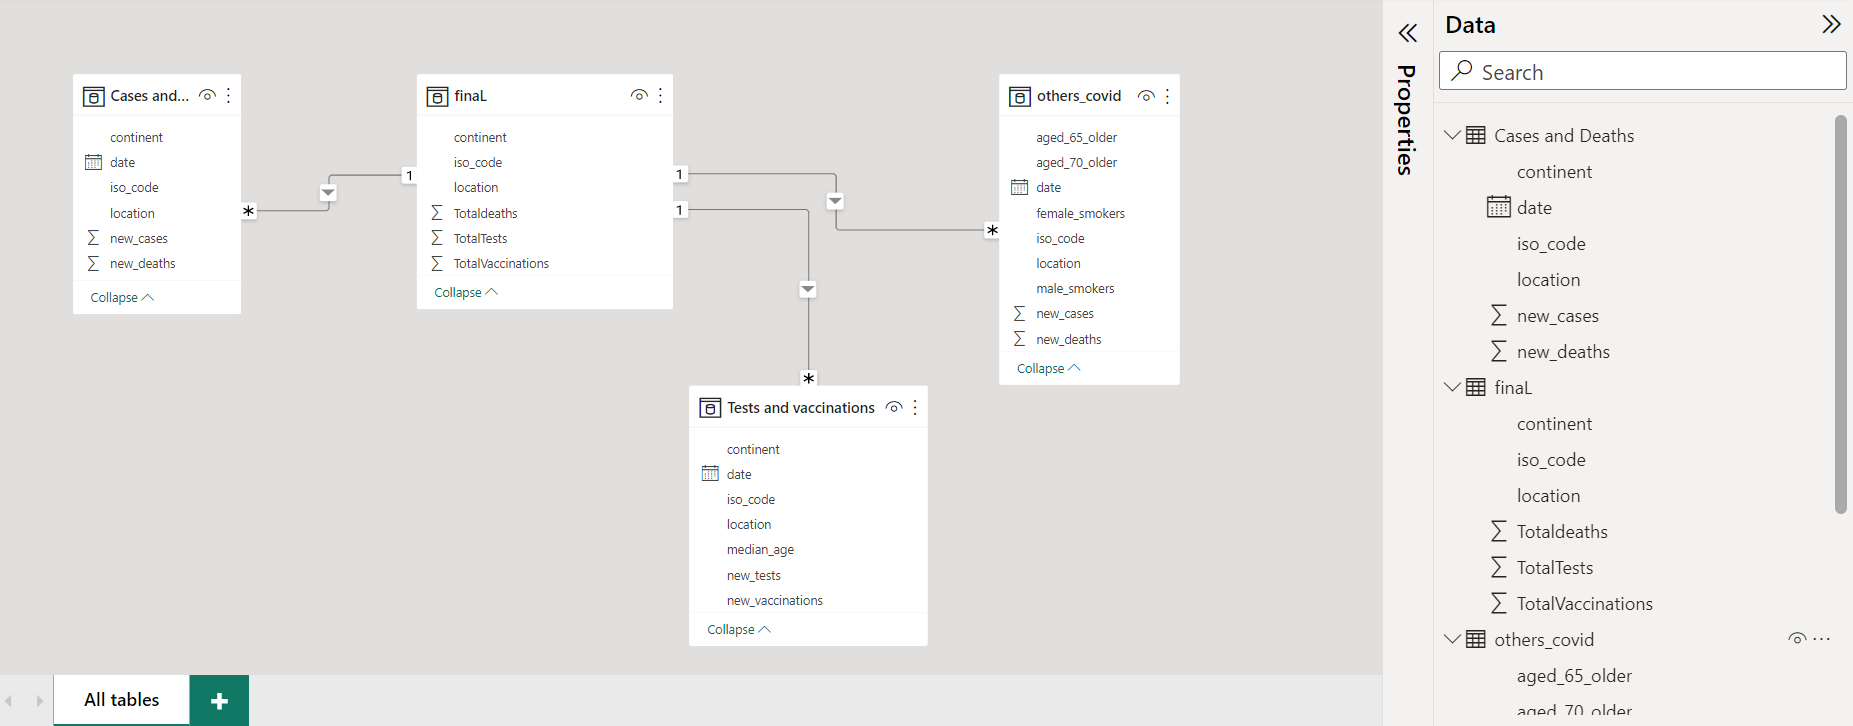 Cases and...
continent
date
iso_code
location
new_cases
new_deaths
Collapse
1
*
finaL
continent
iso_code
location
Totaldeaths
TotalTests
TotalVaccinations
Collapse
1
1
*
*
others_covid
aged_65_older
aged_70_older
date
female_smokers
iso_code
location
male_smokers
new_cases
new_deaths
Collapse
Tests and vaccinations
continent
date
iso_code
location
median_age
new_tests
new_vaccinations
Collapse
All tables
+
Properties
Data
Search
Cases and Deaths
continent
date
iso_code
location
new_cases
new_deaths
finaL
continent
iso_code
location
Totaldeaths
TotalTests
TotalVaccinations
others_covid
aged_65_older
aged_70_older